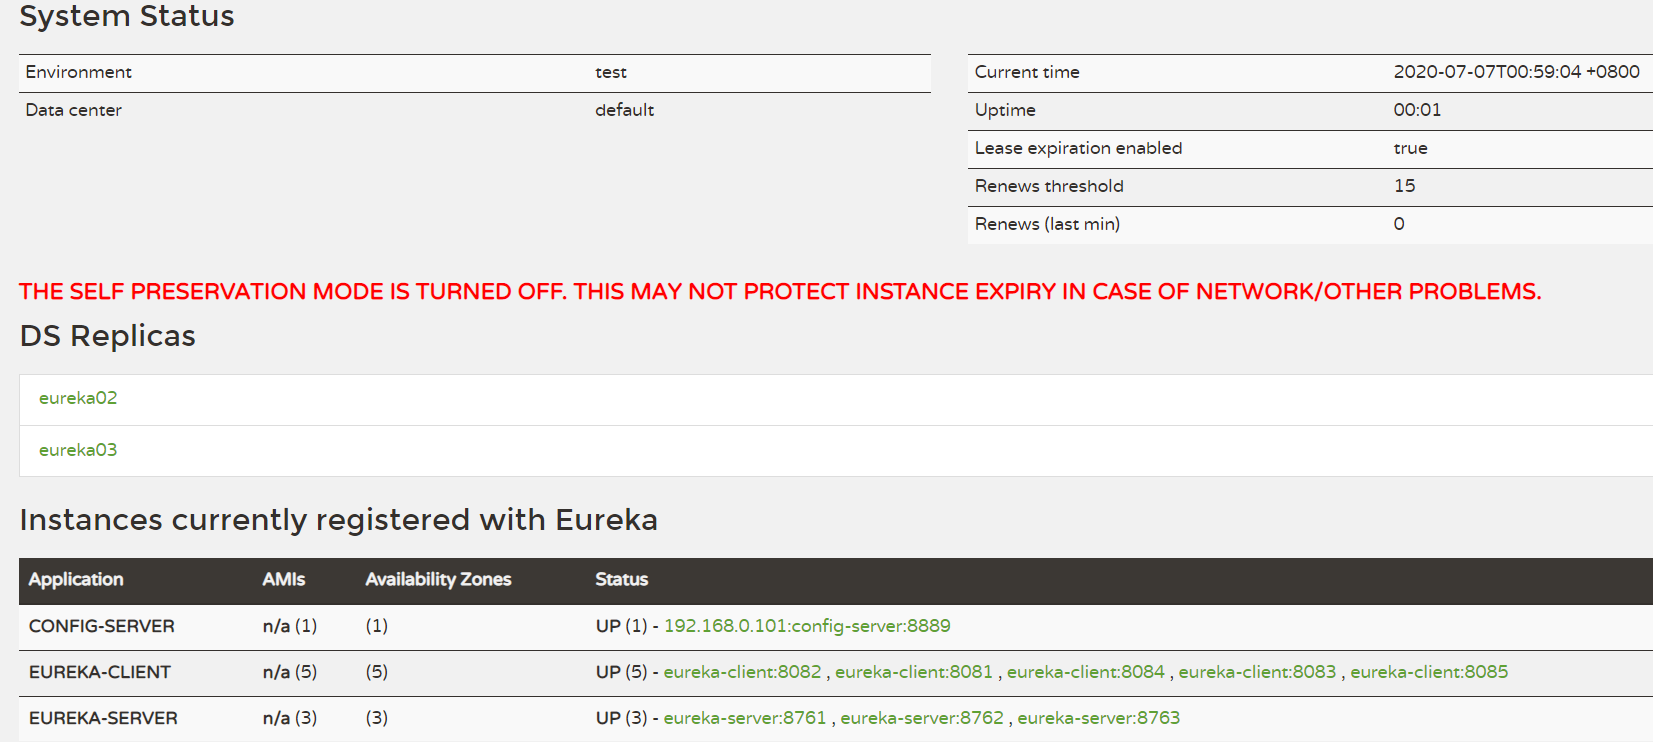 System Status
Environment test
Data center default
Current time 2020-07-07T00:59:04 +0800
Uptime 00:01
Lease expiration enabled true
Renews threshold 15
Renews (last min) 0
THE SELF PRESERVATION MODE IS TURNED OFF. THIS MAY NOT PROTECT INSTANCE EXPIRY IN CASE OF NETWORK/OTHER PROBLEMS.
DS Replicas
eureka02
eureka03
Instances currently registered with Eureka
Application AMIs Availability Zones Status
CONFIG-SERVER n/a (1) (1) UP (1) - 192.168.0.101:config-server:8889
EUREKA-CLIENT n/a (5) (5) UP (5) - eureka-client:8082 , eureka-client:8081 , eureka-client:8084 , eureka-client:8083 , eureka-client:8085
EUREKA-SERVER n/a (3) (3) UP (3) - eureka-server:8761 , eureka-server:8762 , eureka-server:8763